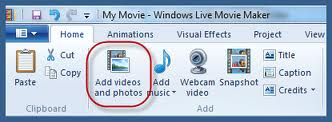 My Movie - Windows Live Movie Maker
Home Animations Visual Effects Project View
Paste
Cut
Copy
Clipboard
Add videos
and photos
Add
music
Webcam
video
Snapshot
Title
Caption
Credits
Add